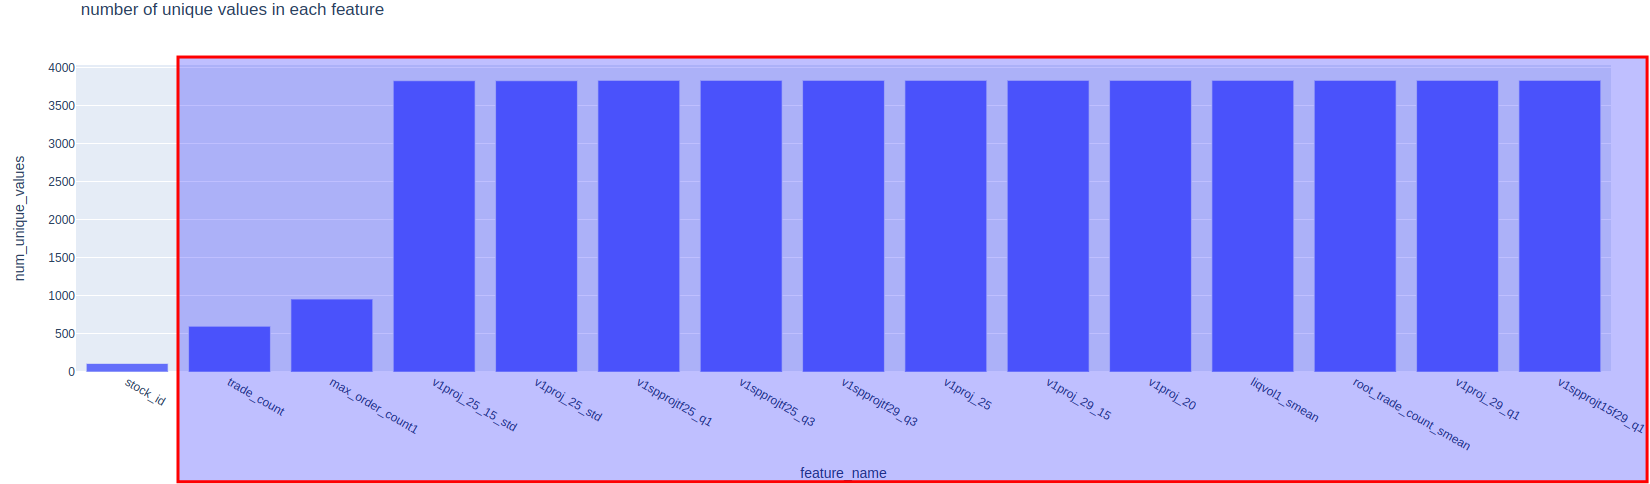 number of unique values in each feature
4000
3500
3000
2500
2000
1500
1000
500
0
num_unique_values
stock_id
trade_count
max_order_count1
v1proj_25_15_std
v1proj_25_std
v1spprojtf25_q1
v1spprojtf25_q3
v1spprojtf29_q3
v1proj_25
v1proj_29_15
v1proj_20
liqvol1_smean
root_trade_count_smean
v1proj_29_q1
v1spprojt15f29_q1
feature_name